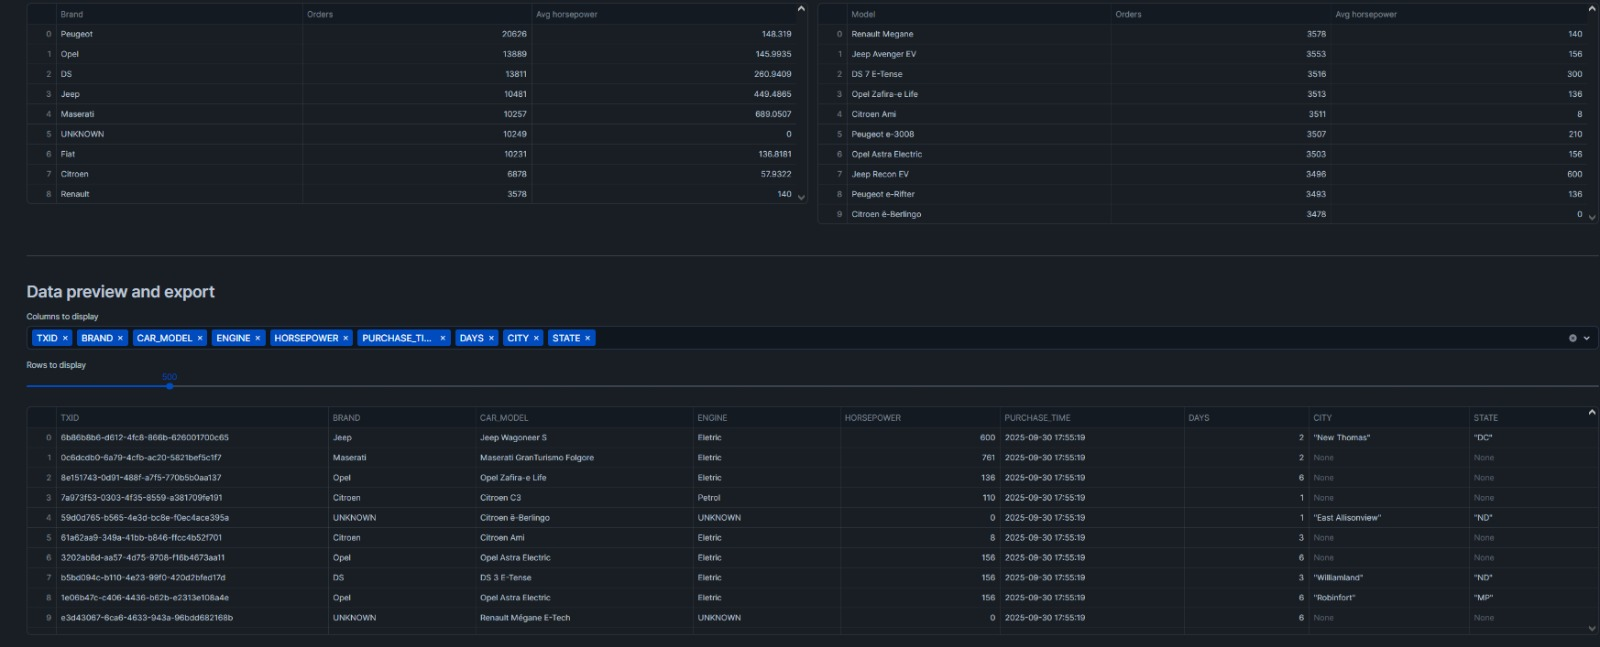 Brand Orders Avg horsepower
0 Peugeot 20626 148.319
1 Opel 13889 145.9935
2 DS 13811 260.9409
3 Jeep 10481 449.4865
4 Maserati 10257 689.0507
5 UNKNOWN 10249 0
6 Fiat 10231 136.8181
7 Citroen 6878 57.9322
8 Renault 3578 140
Model Orders Avg horsepower
0 Renault Megane 3578 140
1 Jeep Avenger EV 3553 156
2 DS 7 E-Tense 3516 300
3 Opel Zafira-e Life 3513 136
4 Citroen Ami 3511 8
5 Peugeot e-3008 3507 210
6 Opel Astra Electric 3503 156
7 Jeep Recon EV 3496 600
8 Peugeot e-Rifter 3493 136
9 Citroen ë-Berlingo 3478 0
Data preview and export
Columns to display
TXID × BRAND × CAR_MODEL × ENGINE × HORSEPOWER × PURCHASE_TI... × DAYS × CITY × STATE ×
Rows to display
500
TXID BRAND CAR_MODEL ENGINE HORSEPOWER PURCHASE_TIME DAYS CITY STATE
0 6b86b8b6-d612-4fc8-866b-626001700c65 Jeep Jeep Wagoneer S Eletric 600 2025-09-30 17:55:19 2 "New Thomas" "DC"
1 0c6dcdb0-6a79-4cfb-ac20-5821bef5c1f7 Maserati Maserati GranTurismo Folgore Eletric 761 2025-09-30 17:55:19 2 None None
2 8e151743-0d91-488f-a7f5-770b5b0aa137 Opel Opel Zafira-e Life Eletric 136 2025-09-30 17:55:19 6 None None
3 7a973f53-0303-4f35-8559-a381709fe191 Citroen Citroen C3 Petrol 110 2025-09-30 17:55:19 1 None None
4 59d0d765-b565-4e3d-bc8e-f0ec4ace395a UNKNOWN Citroen ë-Berlingo UNKNOWN 0 2025-09-30 17:55:19 1 "East Allisonview" "ND"
5 61a62aa9-349a-41bb-b846-ffcc4b52f701 Citroen Citroen Ami Eletric 8 2025-09-30 17:55:19 3 None None
6 3202ab8d-aa57-4d75-9708-f16b4673aa11 Opel Opel Astra Electric Eletric 156 2025-09-30 17:55:19 6 None None
7 b5bd094c-b110-4e23-99f0-420d2bfed17d DS DS 3 E-Tense Eletric 156 2025-09-30 17:55:19 3 "Williamland" "ND"
8 1e06b47c-c406-4436-b62b-e2313e108a4e Opel Opel Astra Electric Eletric 156 2025-09-30 17:55:19 6 "Robinfort" "MP"
9 e3d43067-6ca6-4633-943a-96bdd682168b UNKNOWN Renault Mégane E-Tech UNKNOWN 0 2025-09-30 17:55:19 6 None None